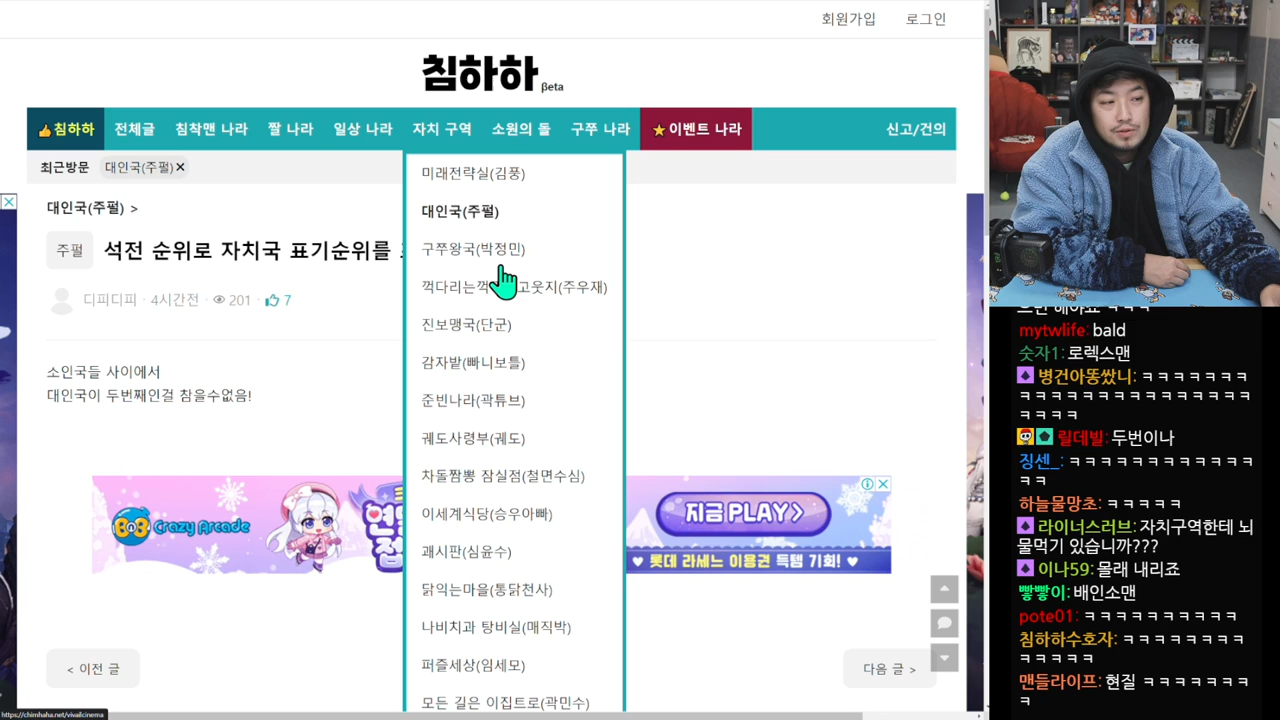 회원가입 로그인
침하하 βeta
👍침하하 전체글 침착맨 나라 짤 나라 일상 나라 자치 구역 소원의 돌 구쭈 나라 ⭐이벤트 나라 신고/건의
최근방문 대인국(주펄) ✕
대인국(주펄) >
주펄 석전 순위로 자치국 표기순위를
디피디피 · 4시간전 · 201 · 7
소인국들 사이에서
대인국이 두번째인걸 참을수없음!
미래전략실(김풍)
대인국(주펄)
구쭈왕국(박정민)
꺽다리는꺽 고웃지(주우재)
진보맹국(단군)
감자밭(빠니보틀)
준빈나라(곽튜브)
궤도사령부(궤도)
차돌짬뽕 잠실점(철면수심)
이세계식당(승우아빠)
괘시판(심윤수)
닭익는마을(통닭천사)
나비치과 탕비실(매직박)
퍼즐세상(임세모)
모든 길은 이집트로(곽민수)
Crazy Arcade
지금 PLAY>
♥ 롯데 라세느 이용권 득템 기회! ♥
< 이전 글
다음 글 >
https://chimhaha.net/vivailcinema
mytwlife: bald
숫자1: 로렉스맨
병건아똥쌌니: ㅋㅋㅋㅋㅋㅋㅋ
ㅋㅋㅋㅋㅋㅋㅋㅋㅋㅋㅋㅋㅋㅋㅋ
ㅋㅋㅋㅋ
릴데빌: 두번이나
징센_: ㅋㅋㅋㅋㅋㅋㅋㅋㅋㅋㅋㅋ
ㅋㅋ
하늘물망초: ㅋㅋㅋㅋㅋ
라이너스러브: 자치구역한테 뇌
물먹기 있습니까???
이나59: 몰래 내리죠
빻빻이: 배인소맨
pote01: ㅋㅋㅋㅋㅋㅋㅋㅋㅋㅋ
침하하수호자: ㅋㅋㅋㅋㅋㅋㅋㅋ
ㅋㅋㅋㅋㅋ
맨들라이프: 현질 ㅋㅋㅋㅋㅋㅋㅋ
ㅋ